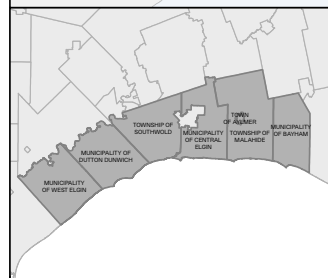 TOWN
OF AYLMER
TOWNSHIP OF
SOUTHWOLD
MUNICIPALITY
OF CENTRAL
ELGIN
TOWNSHIP OF
MALAHIDE
MUNICIPALITY
OF BAYHAM
MUNICIPALITY OF
DUTTON DUNWICH
MUNICIPALITY
OF WEST ELGIN